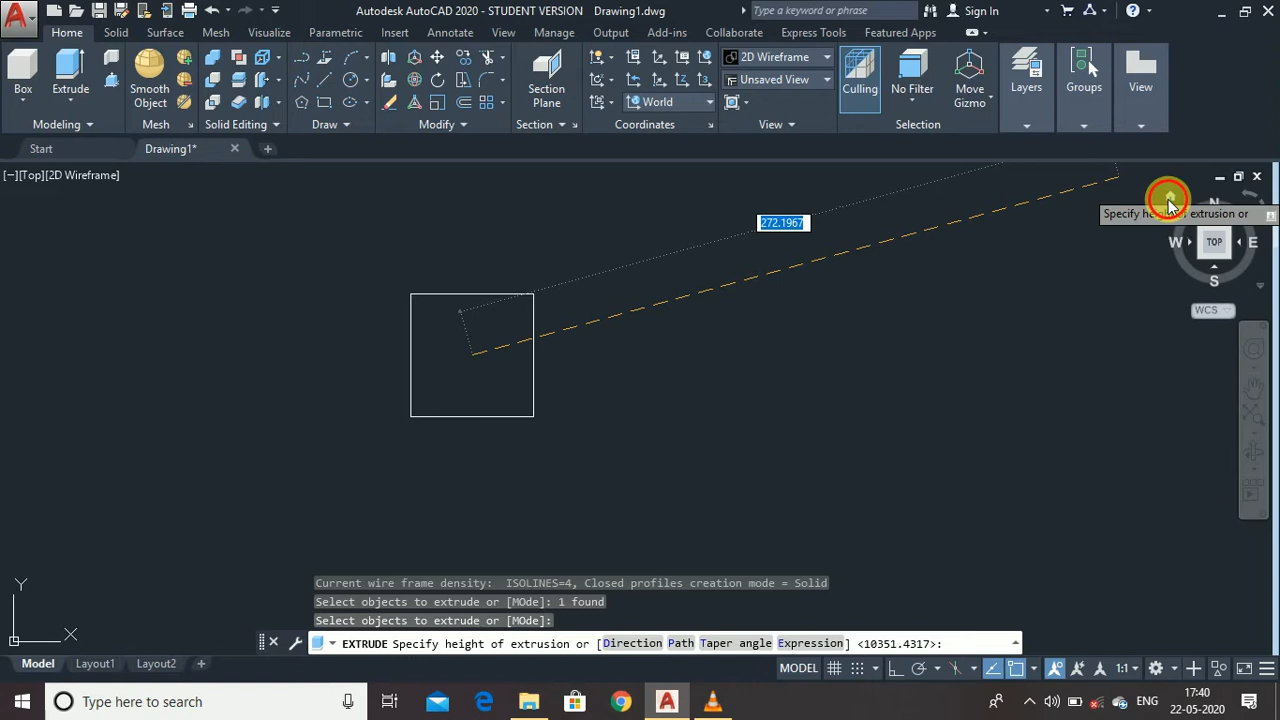 Autodesk AutoCAD 2020 - STUDENT VERSION Drawing1.dwg
Type a keyword or phrase
Sign In
Home Solid Surface Mesh Visualize Parametric Insert Annotate View Manage Output Add-ins Collaborate Express Tools Featured Apps
2D Wireframe
Unsaved View
World
Box Extrude Smooth Object Section Plane Culling No Filter Move Gizmo Layers Groups View
Modeling Mesh Solid Editing Draw Modify Section Coordinates View Selection
Start Drawing1*
[−][Top][2D Wireframe]
272.1967
Specify height of extrusion or
N
W TOP E
S
WCS
Y
X
Current wire frame density: ISOLINES=4, Closed profiles creation mode = Solid
Select objects to extrude or [MOde]: 1 found
Select objects to extrude or [MOde]:
EXTRUDE Specify height of extrusion or [Direction Path Taper angle Expression] <10351.4317>:
Model Layout1 Layout2
MODEL 1:1
Type here to search
ENG
17:40
22-05-2020